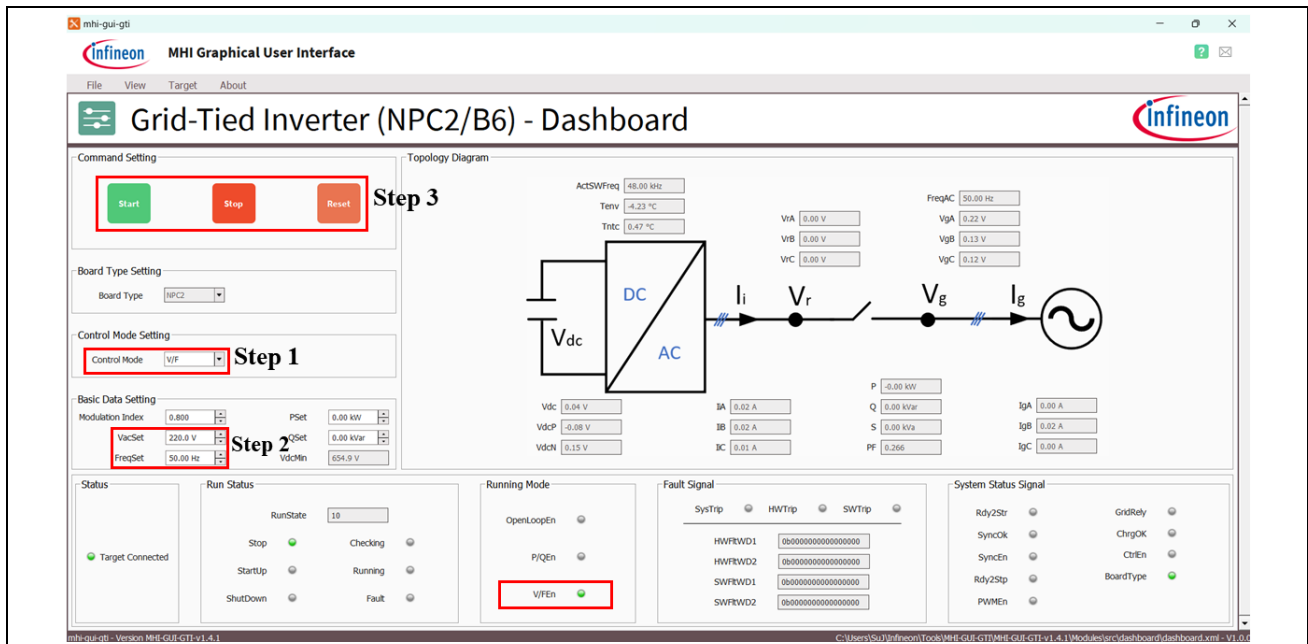 mhi-gui-gti
infineon
MHI Graphical User Interface
File View Target About
Grid-Tied Inverter (NPC2/B6) - Dashboard
infineon
Command Setting
Start Stop Reset
Step 3
Board Type Setting
Board Type NPC2
Control Mode Setting
Control Mode V/F
Step 1
Basic Data Setting
Modulation Index 0.800 PSet 0.00 kW
VacSet 220.0 V QSet 0.00 kVar
Step 2
FreqSet 50.00 Hz VdcMin 654.9 V
Topology Diagram
ActSWFreq 48.00 kHz
Tenv -4.23 °C
Tntc 0.47 °C
VrA 0.00 V
VrB 0.00 V
VrC 0.00 V
FreqAC 50.00 Hz
VgA 0.22 V
VgB 0.13 V
VgC 0.12 V
DC
AC
Vdc
Ii
Vr
Vg
Ig
Vdc 0.04 V
VdcP -0.08 V
VdcN 0.15 V
IiA 0.02 A
IiB 0.02 A
IiC 0.01 A
P -0.00 kW
Q 0.00 kVar
S 0.00 kVa
PF 0.266
IgA 0.00 A
IgB 0.02 A
IgC 0.00 A
Status
Target Connected
Run Status
RunState 10
Stop Checking
StartUp Running
ShutDown Fault
Running Mode
OpenLoopEn
P/QEn
V/FEn
Fault Signal
SysTrip HWTrip SWTrip
HWFltWD1 0b0000000000000000
HWFltWD2 0b0000000000000000
SWFltWD1 0b0000000000000000
SWFltWD2 0b0000000000000000
System Status Signal
Rdy2Str GridRely
SyncOk ChrgOK
SyncEn CtrlEn
Rdy2Stp BoardType
PWMEn
mhi-gui-gti - Version MHI-GUI-GTI-v1.4.1
C:\Users\SuJ\Infineon\Tools\MHI-GUI-GTI\MHI-GUI-GTI-v1.4.1\Modules\src\dashboard\dashboard.xml - V1.0.0